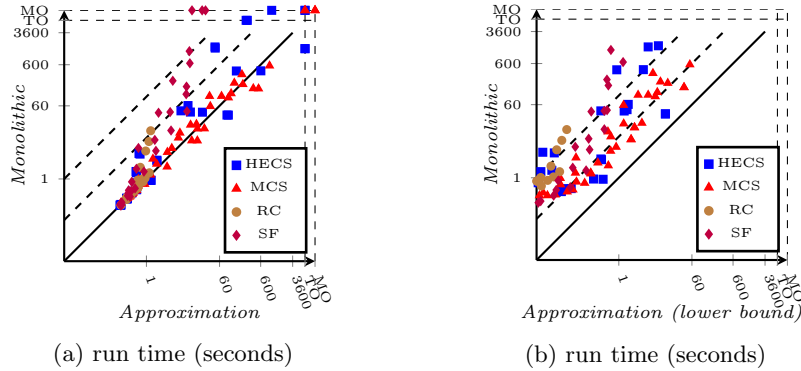 MO
TO
3600
600
60
1
Monolithic
HECS
MCS
RC
SF
1
60
600
3600
TO
MO
Approximation
(a) run time (seconds)
MO
TO
3600
600
60
1
Monolithic
HECS
MCS
RC
SF
1
60
600
3600
TO
MO
Approximation (lower bound)
(b) run time (seconds)